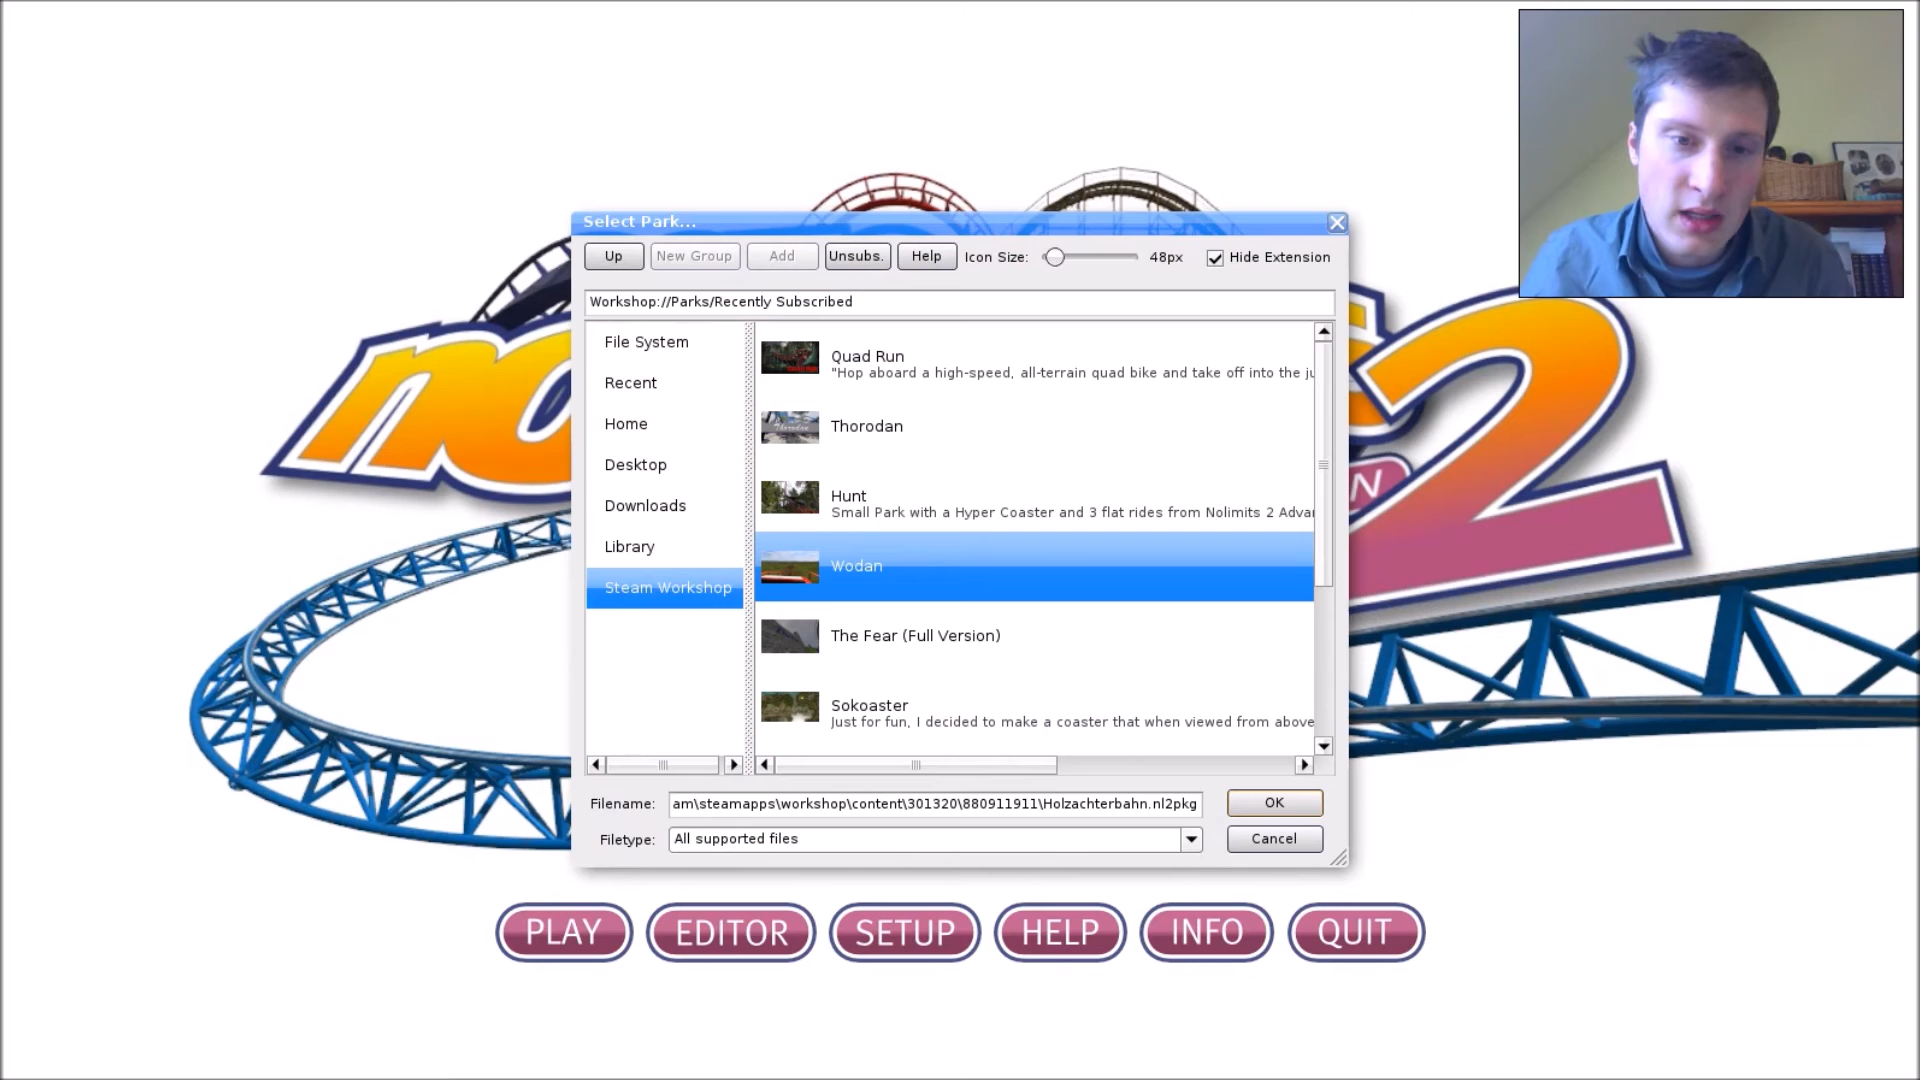 Select Park...
Up New Group Add Unsubs. Help Icon Size: 48px Hide Extension
Workshop://Parks/Recently Subscribed
File System
Recent
Home
Desktop
Downloads
Library
Steam Workshop
Quad Run
"Hop aboard a high-speed, all-terrain quad bike and take off into the ju
Thorodan
Hunt
Small Park with a Hyper Coaster and 3 flat rides from Nolimits 2 Advar
Wodan
The Fear (Full Version)
Sokoaster
Just for fun, I decided to make a coaster that when viewed from above
Filename: am\steamapps\workshop\content\301320\880911911\Holzachterbahn.nl2pkg OK
Filetype: All supported files Cancel
no 2
N
PLAY EDITOR SETUP HELP INFO QUIT